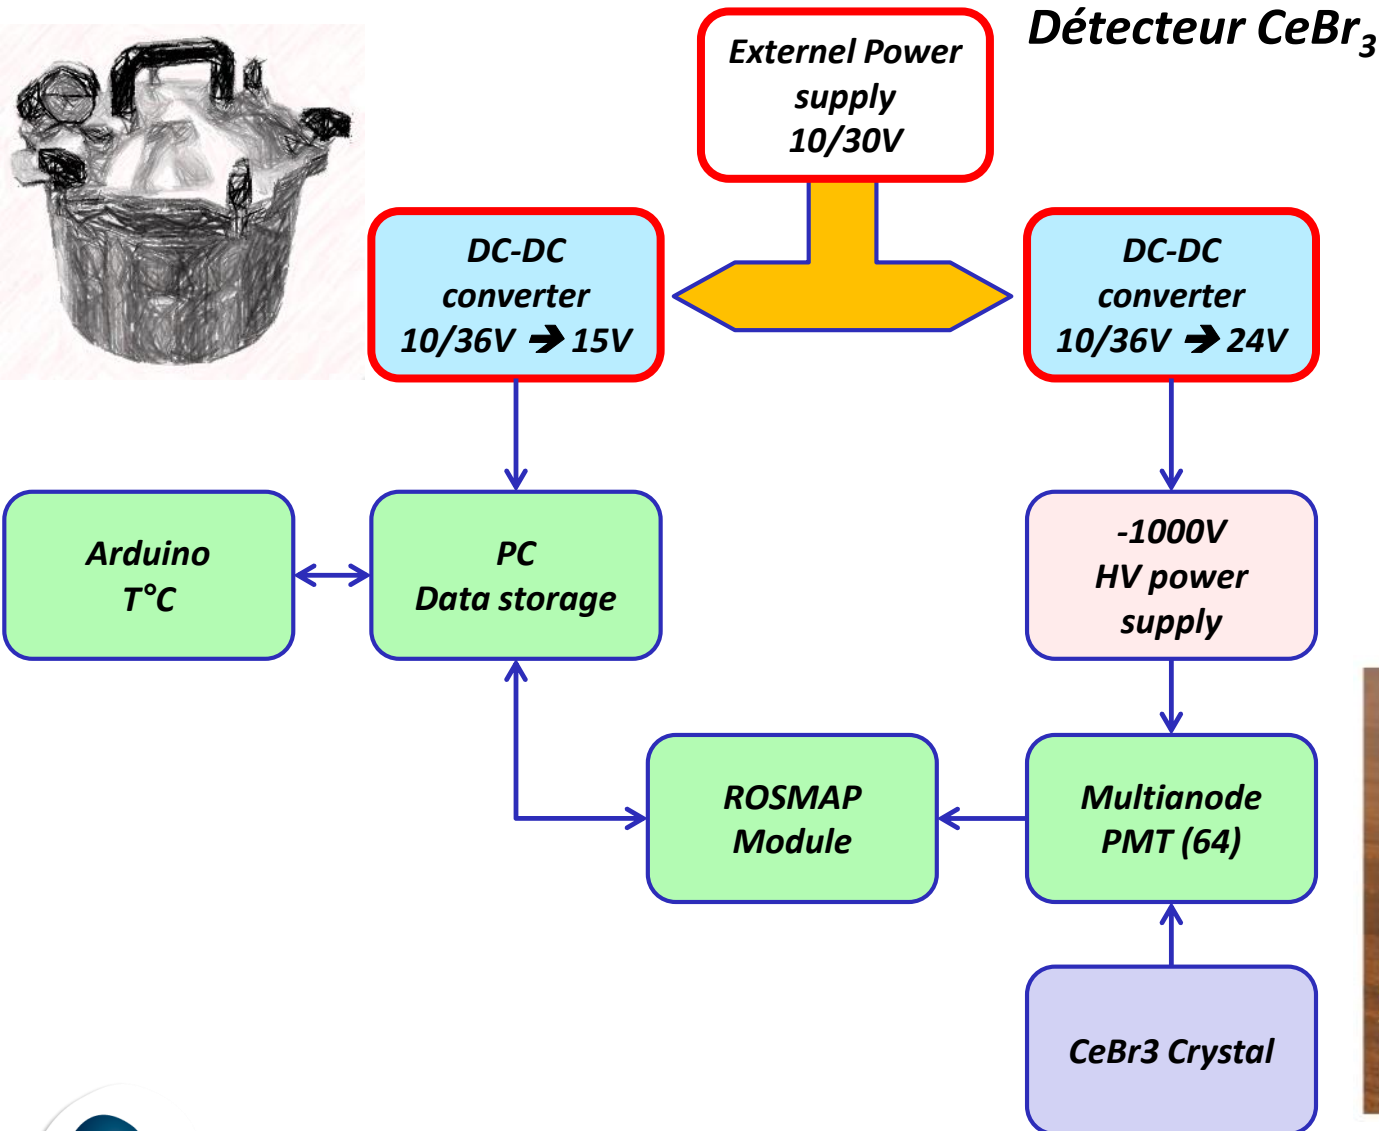 Détecteur CeBr₃
Externel Power
supply
10/30V
DC-DC
converter
10/36V ➔ 15V
DC-DC
converter
10/36V ➔ 24V
Arduino
T°C
PC
Data storage
-1000V
HV power
supply
ROSMAP
Module
Multianode
PMT (64)
CeBr3 Crystal